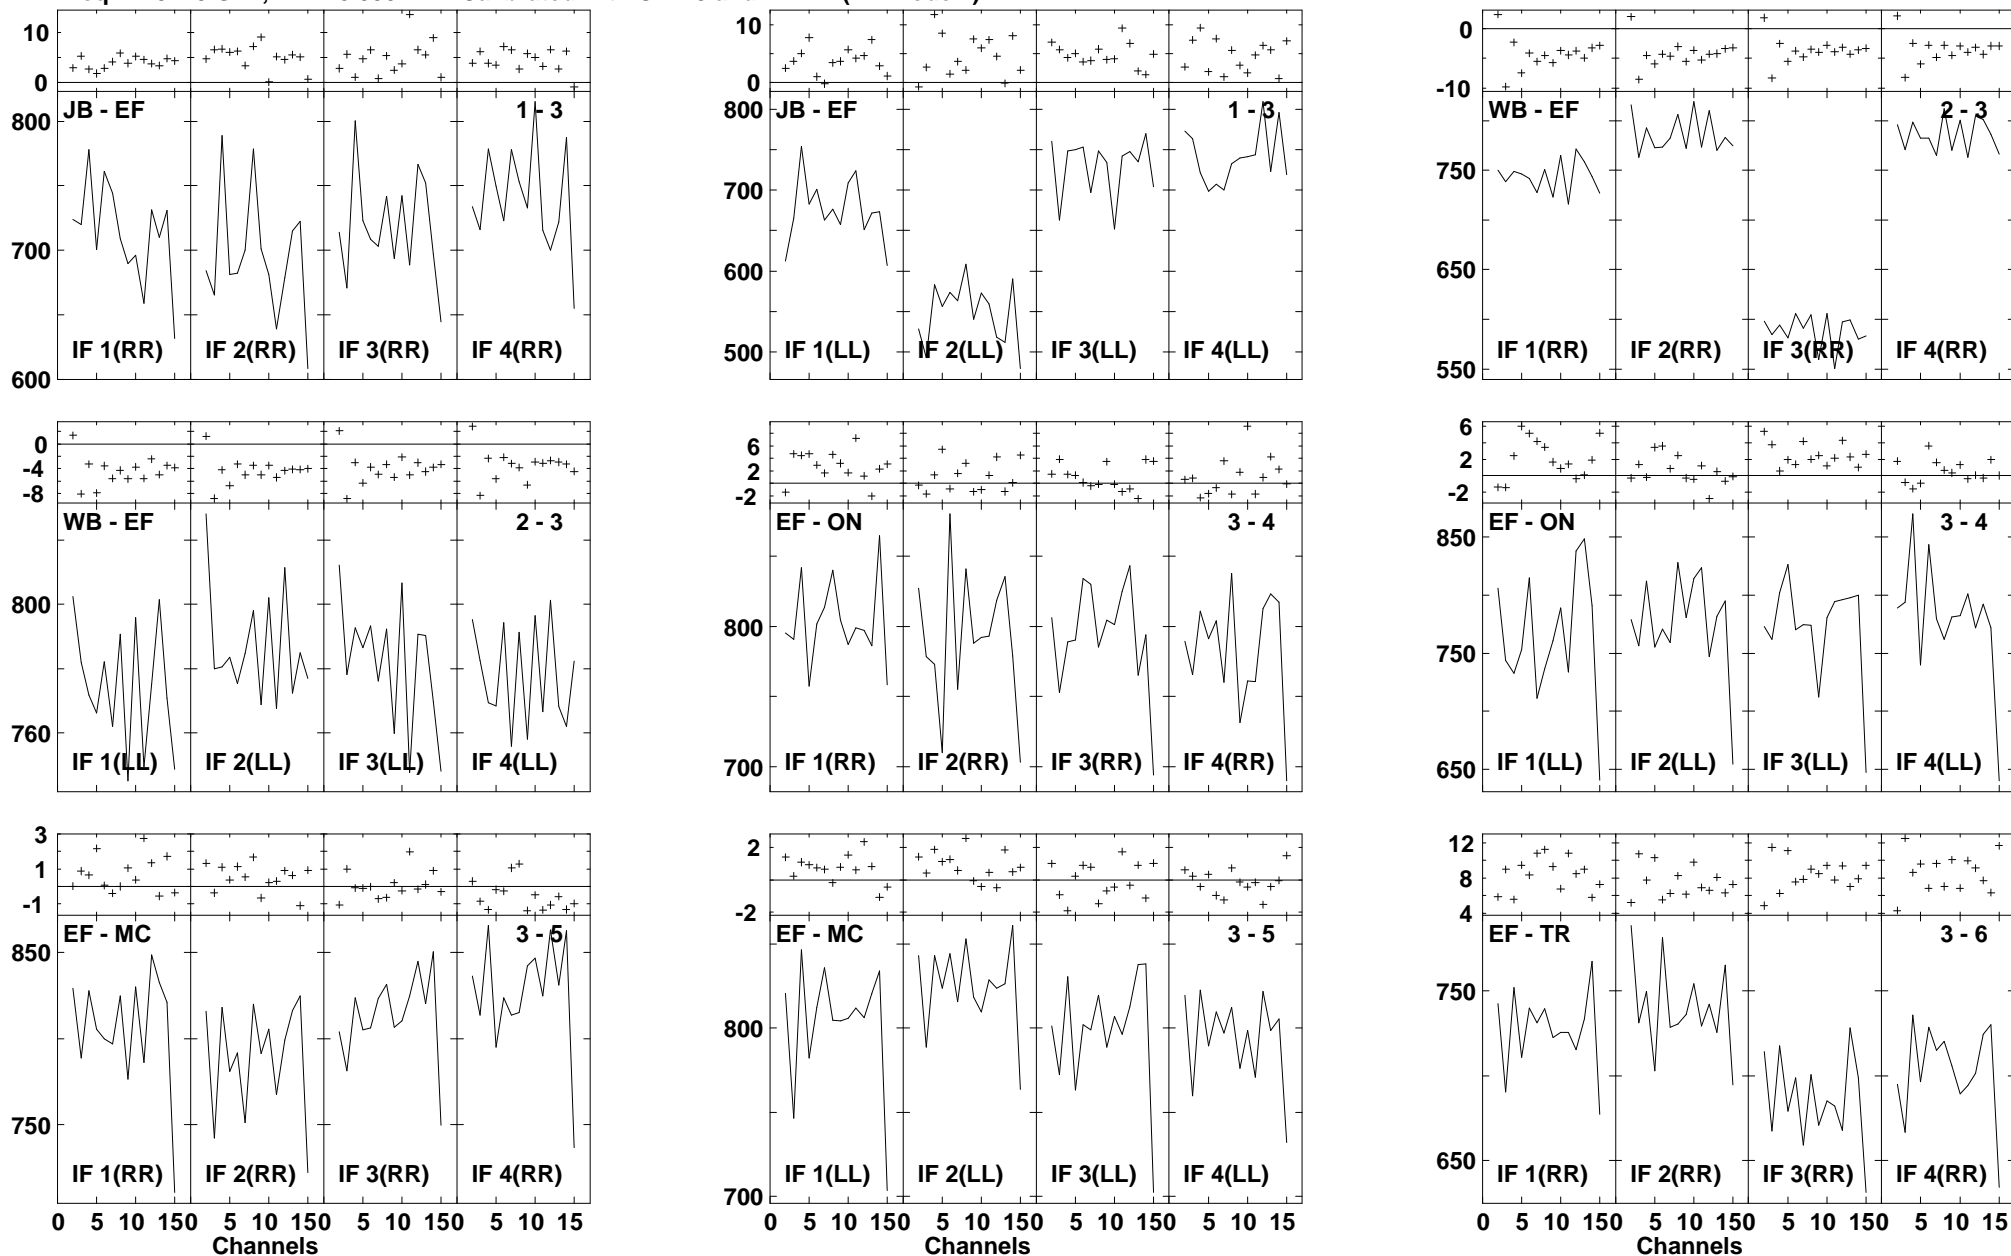 10
0
JB - EF 1 - 3
800
700
600
IF 1(RR) IF 2(RR) IF 3(RR) IF 4(RR)
10
0
JB - EF 1 - 3
800
700
600
500
IF 1(LL) IF 2(LL) IF 3(LL) IF 4(LL)
0
-10
WB - EF 2 - 3
750
650
550
IF 1(RR) IF 2(RR) IF 3(RR) IF 4(RR)
0
-4
-8
WB - EF 2 - 3
800
760
IF 1(LL) IF 2(LL) IF 3(LL) IF 4(LL)
6
2
-2
EF - ON 3 - 4
800
700
IF 1(RR) IF 2(RR) IF 3(RR) IF 4(RR)
6
2
-2
EF - ON 3 - 4
850
750
650
IF 1(LL) IF 2(LL) IF 3(LL) IF 4(LL)
3
1
-1
EF - MC 3 - 5
850
750
IF 1(RR) IF 2(RR) IF 3(RR) IF 4(RR)
0 5 10 150 5 10 150 5 10 150 5 10 15
Channels
2
-2
EF - MC 3 - 5
800
700
IF 1(LL) IF 2(LL) IF 3(LL) IF 4(LL)
0 5 10 150 5 10 150 5 10 150 5 10 15
Channels
12
8
4
EF - TR 3 - 6
750
650
IF 1(RR) IF 2(RR) IF 3(RR) IF 4(RR)
0 5 10 150 5 10 150 5 10 150 5 10 15
Channels